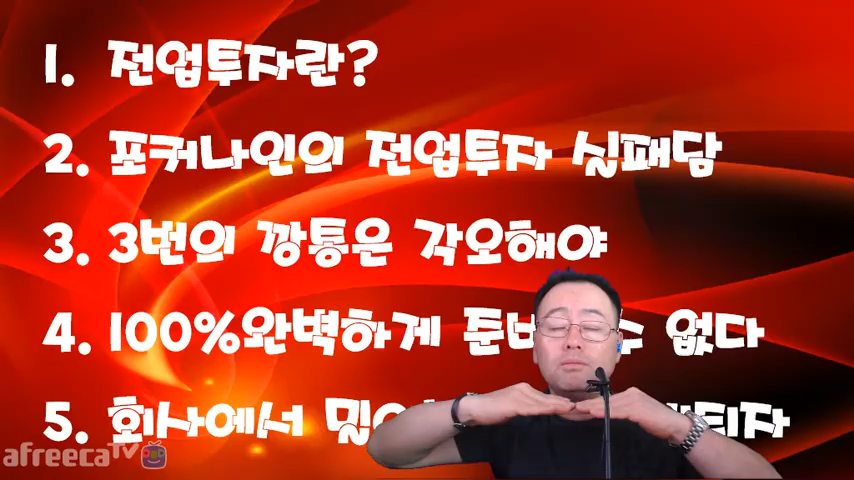 1. 전업투자란?
2. 포커나인의 전업투자 실패담
3. 3번의 깡통은 각오해야
4. 100%완벽하게 없다
5. 회사에서
afreecaTV